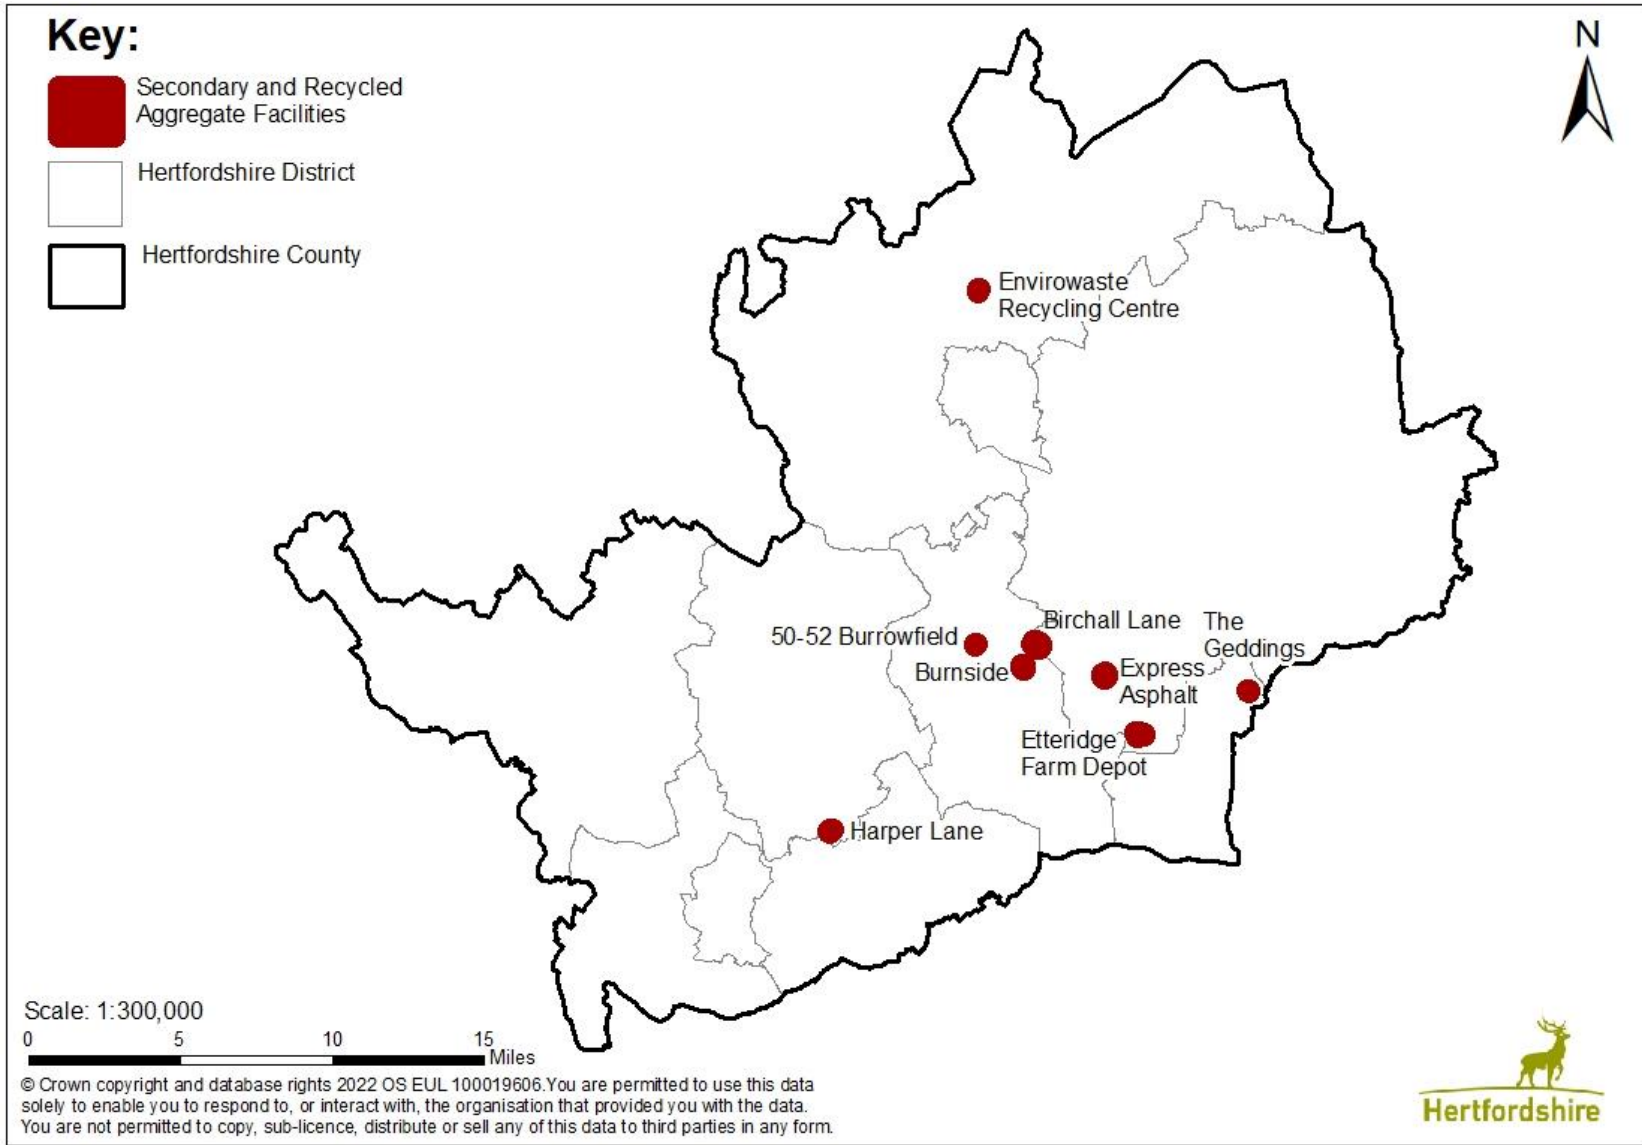 Key:
Secondary and Recycled
Aggregate Facilities
Hertfordshire District
Hertfordshire County
N
Envirowaste
Recycling Centre
50-52 Burrowfield
Birchall Lane
The
Geddings
Burnside
Express
Asphalt
Etteridge
Farm Depot
Harper Lane
Scale: 1:300,000
0 5 10 15
Miles
© Crown copyright and database rights 2022 OS EUL 100019606.You are permitted to use this data
solely to enable you to respond to, or interact with, the organisation that provided you with the data.
You are not permitted to copy, sub-licence, distribute or sell any of this data to third parties in any form.
Hertfordshire